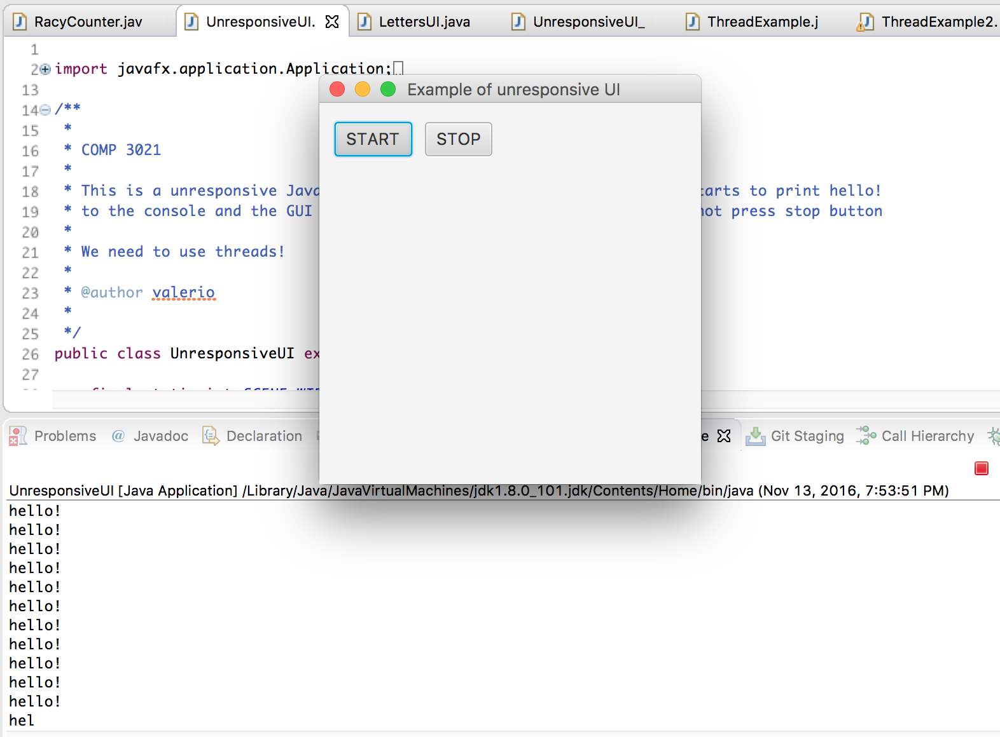 RacyCounter.jav UnresponsiveUI. LettersUI.java UnresponsiveUI_ ThreadExample.j ThreadExample2.
1
2 import javafx.application.Application;
13
Example of unresponsive UI
14 /**
15 *
START STOP
16 * COMP 3021
17 *
18 * This is a unresponsive Java tarts to print hello!
19 * to the console and the GUI not press stop button
20 *
21 * We need to use threads!
22 *
23 * @author valerio
24 *
25 */
26 public class UnresponsiveUI ex
27
Problems @ Javadoc Declaration e Git Staging Call Hierarchy
UnresponsiveUI [Java Application] /Library/Java/JavaVirtualMachines/jdk1.8.0_101.jdk/Contents/Home/bin/java (Nov 13, 2016, 7:53:51 PM)
hello!
hello!
hello!
hello!
hello!
hello!
hello!
hello!
hello!
hello!
hello!
hel